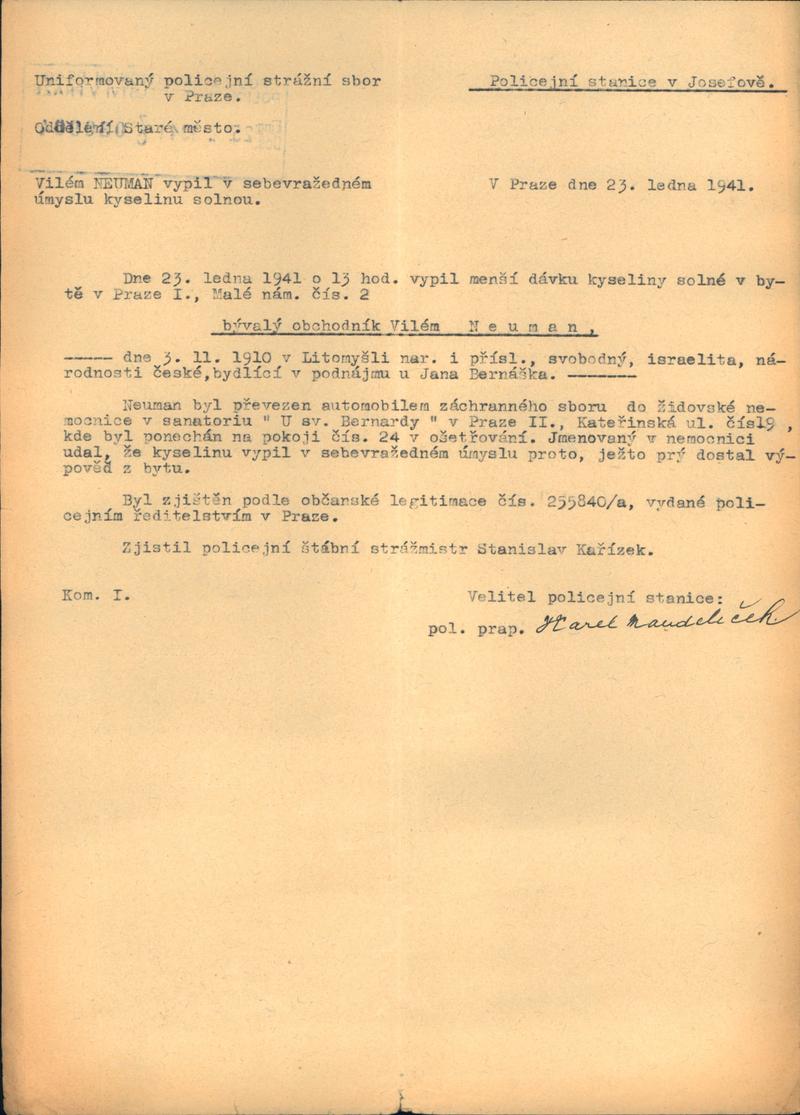 Uniformovaný policejní strážní sbor
v Praze.
Policejní stanice v Josefově.
Oddělení Staré město.
Vilém NEUMAN vypil v sebevražedném
úmyslu kyselinu solnou.
V Praze dne 23. ledna 1941.
Dne 23. ledna 1941 o 13 hod. vypil menší dávku kyseliny solné v by-
tě v Praze I., Malé nám. čís. 2
bývalý obchodník Vilém Neuman,
----- dne 3. 11. 1910 v Litomyšli nar. i přísl., svobodný, israelita, ná-
rodnosti české,bydlící v podnájmu u Jana Bernáška. -------
Neuman byl převezen automobilem záchranného sboru do židovské ne-
mocnice v sanatoriu " U sv. Bernardy " v Praze II., Kateřinská ul. čísl9 ,
kde byl ponechán na pokoji čís. 24 v ošetřování. Jmenovaný v nemocnici
udal, že kyselinu vypil v sebevražedném úmyslu proto, ježto prý dostal vý-
pověď z bytu.
Byl zjištěn podle občanské legitimace čís. 255840/a, vydané poli-
cejním ředitelstvím v Praze.
Zjistil policejní štábní strážmistr Stanislav Kařízek.
Kom. I.
Velitel policejní stanice:
pol. prap. Karel